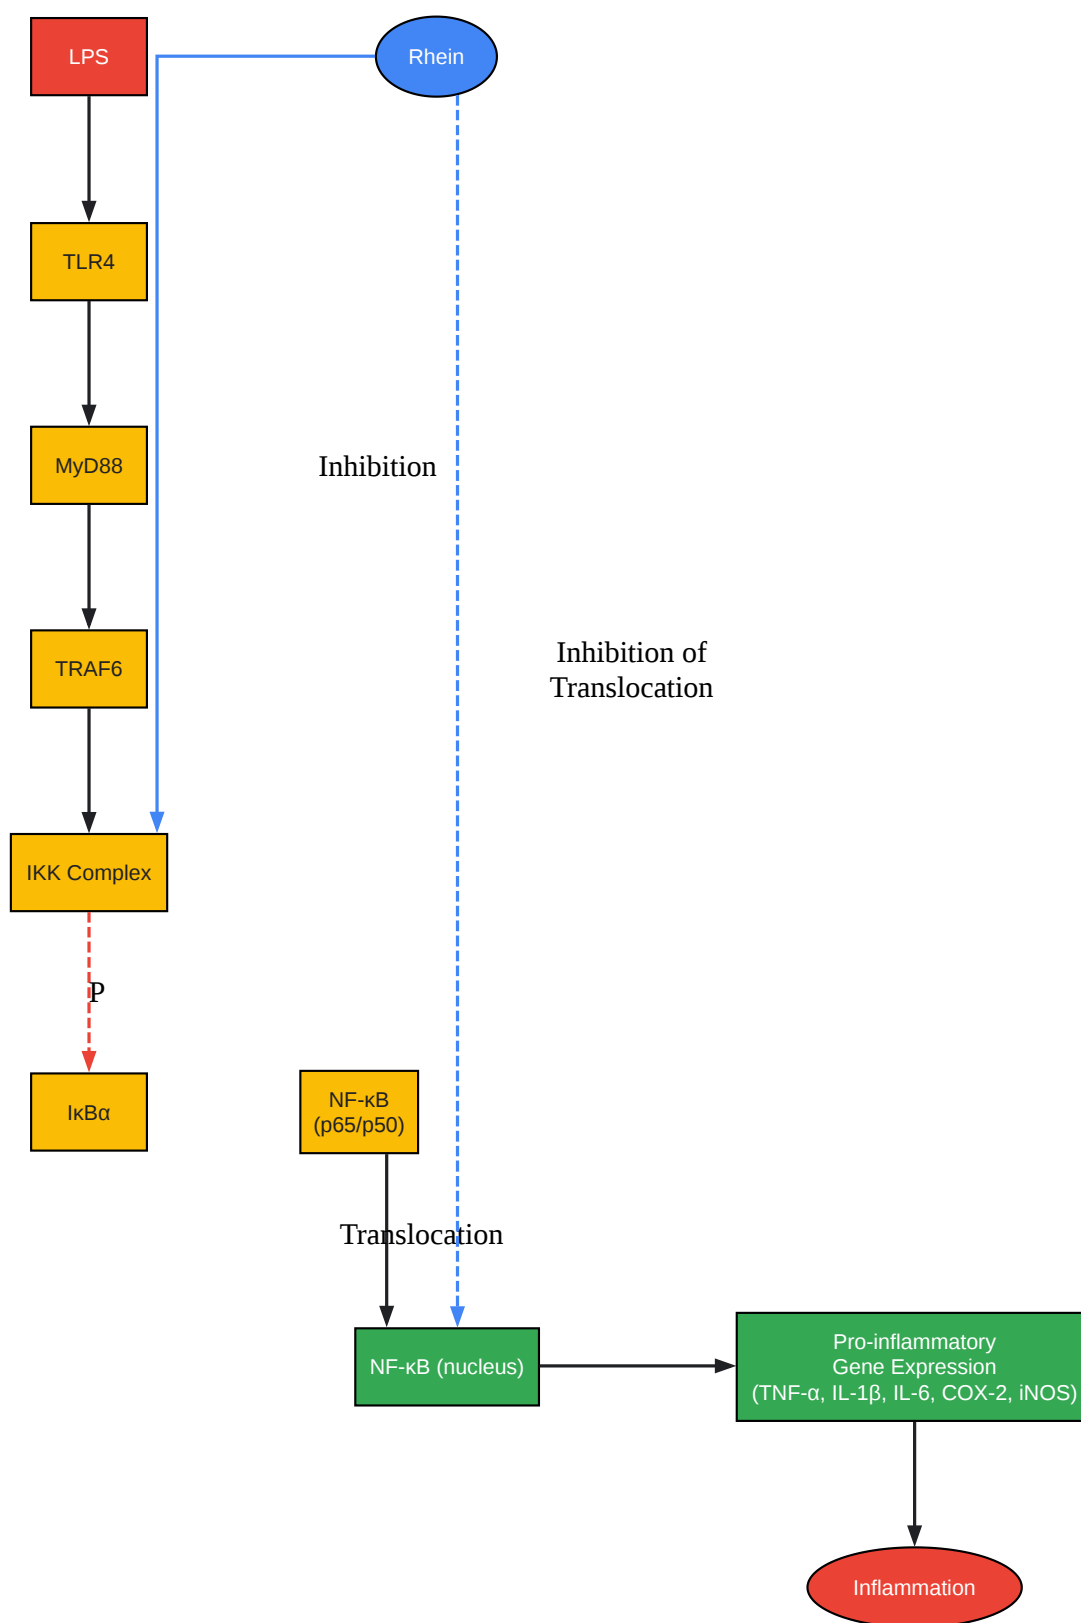 LPS
Rhein
TLR4
MyD88
Inhibition
Inhibition of
Translocation
TRAF6
IKK Complex
P
IκBα
NF-κB
(p65/p50)
Translocation
NF-κB (nucleus)
Pro-inflammatory
Gene Expression
(TNF-α, IL-1β, IL-6, COX-2, iNOS)
Inflammation